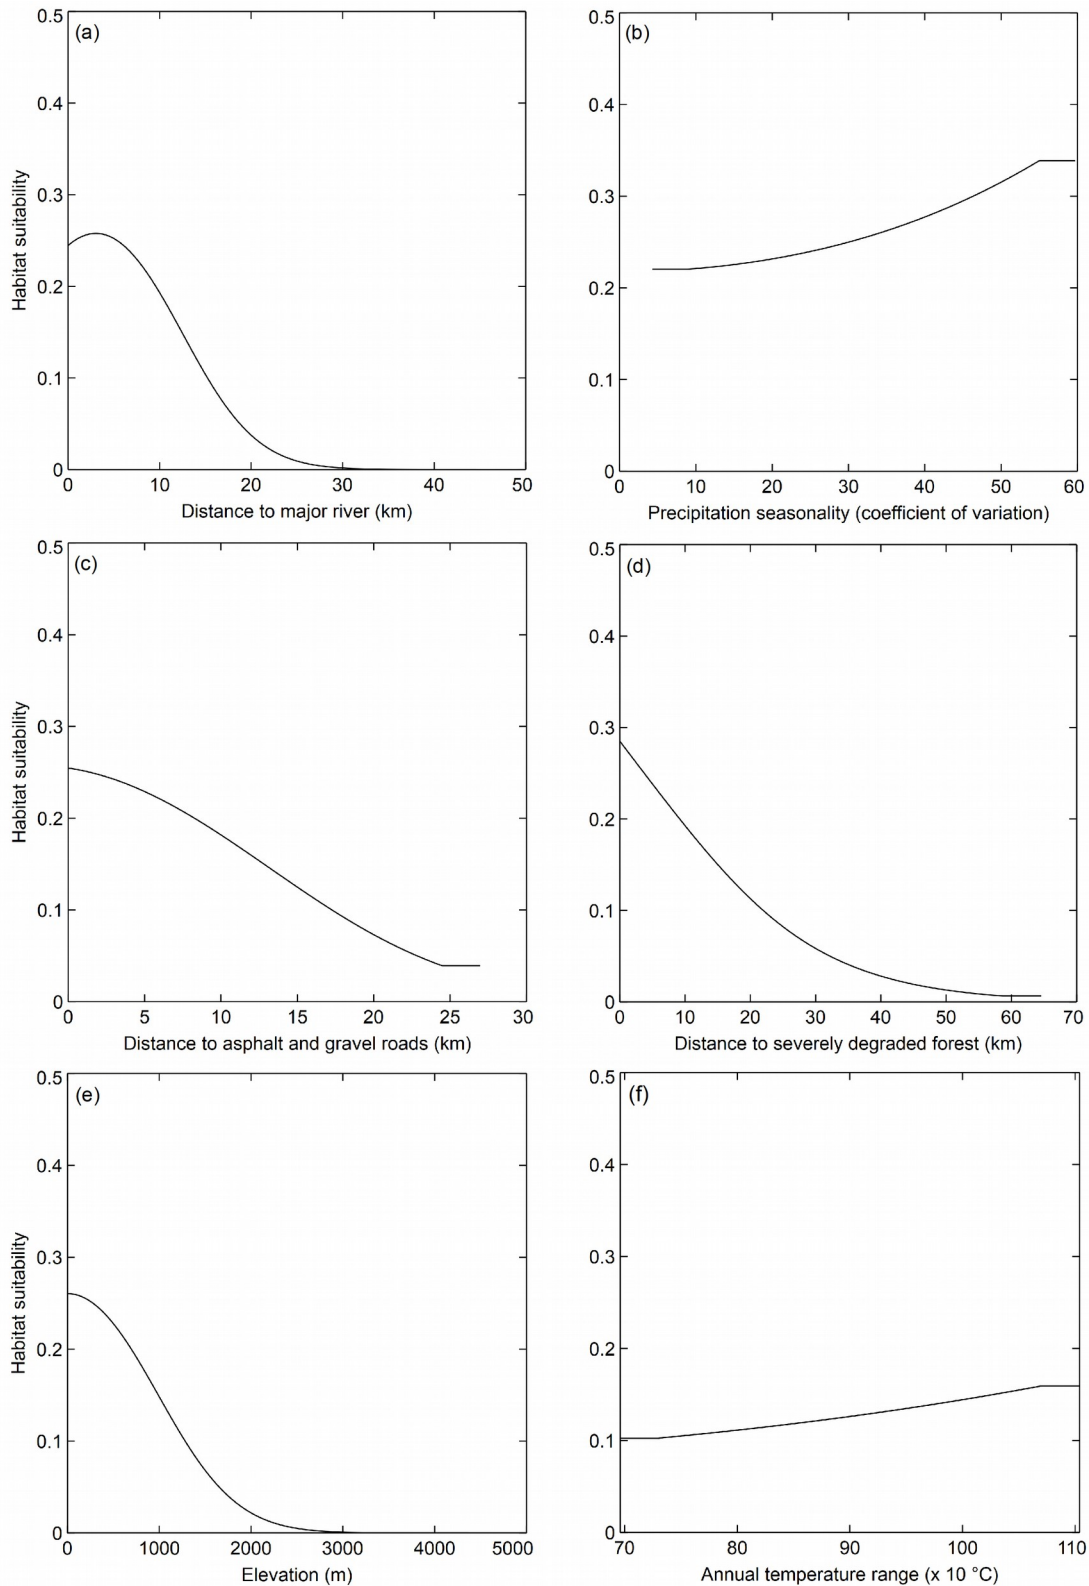 (a)
0.5
0.4
0.3
0.2
0.1
0
Habitat suitability
0 10 20 30 40 50
Distance to major river (km)
(b)
0.5
0.4
0.3
0.2
0.1
0
0 10 20 30 40 50 60
Precipitation seasonality (coefficient of variation)
(c)
0.5
0.4
0.3
0.2
0.1
0
Habitat suitability
0 5 10 15 20 25 30
Distance to asphalt and gravel roads (km)
(d)
0.5
0.4
0.3
0.2
0.1
0
0 10 20 30 40 50 60 70
Distance to severely degraded forest (km)
(e)
0.5
0.4
0.3
0.2
0.1
0
Habitat suitability
0 1000 2000 3000 4000 5000
Elevation (m)
(f)
0.5
0.4
0.3
0.2
0.1
0
70 80 90 100 110
Annual temperature range (x 10 °C)